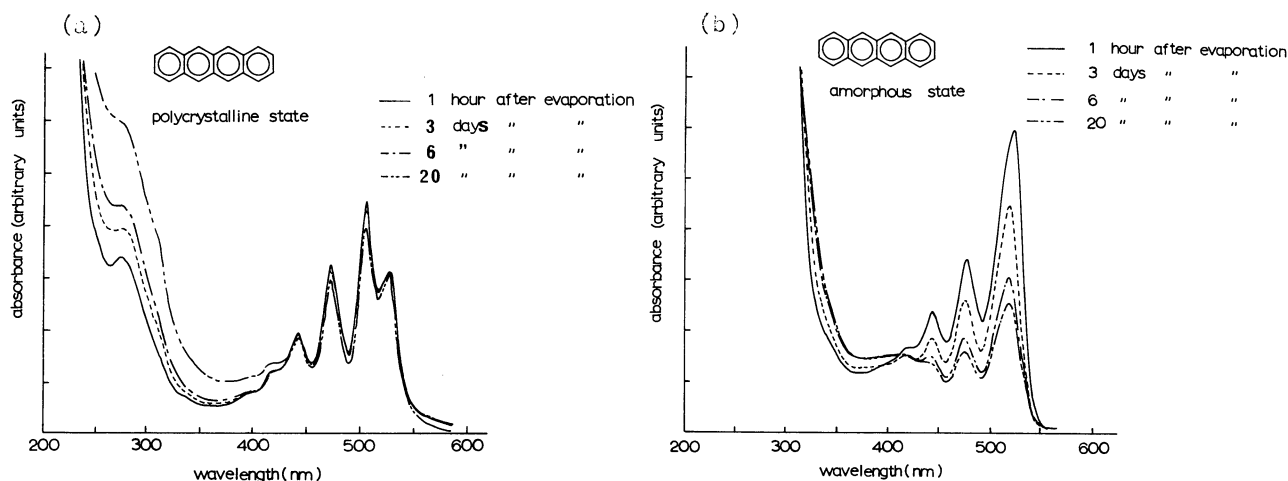 (a)
polycrystalline state
1 hour after evaporation
3 days " "
6 " " "
20 " " "
absorbance (arbitrary units)
200 300 400 500 600
wavelength (nm)
(b)
amorphous state
1 hour after evaporation
3 days " "
6 " " "
20 " " "
absorbance (arbitrary units)
200 300 400 500 600
wavelength (nm)